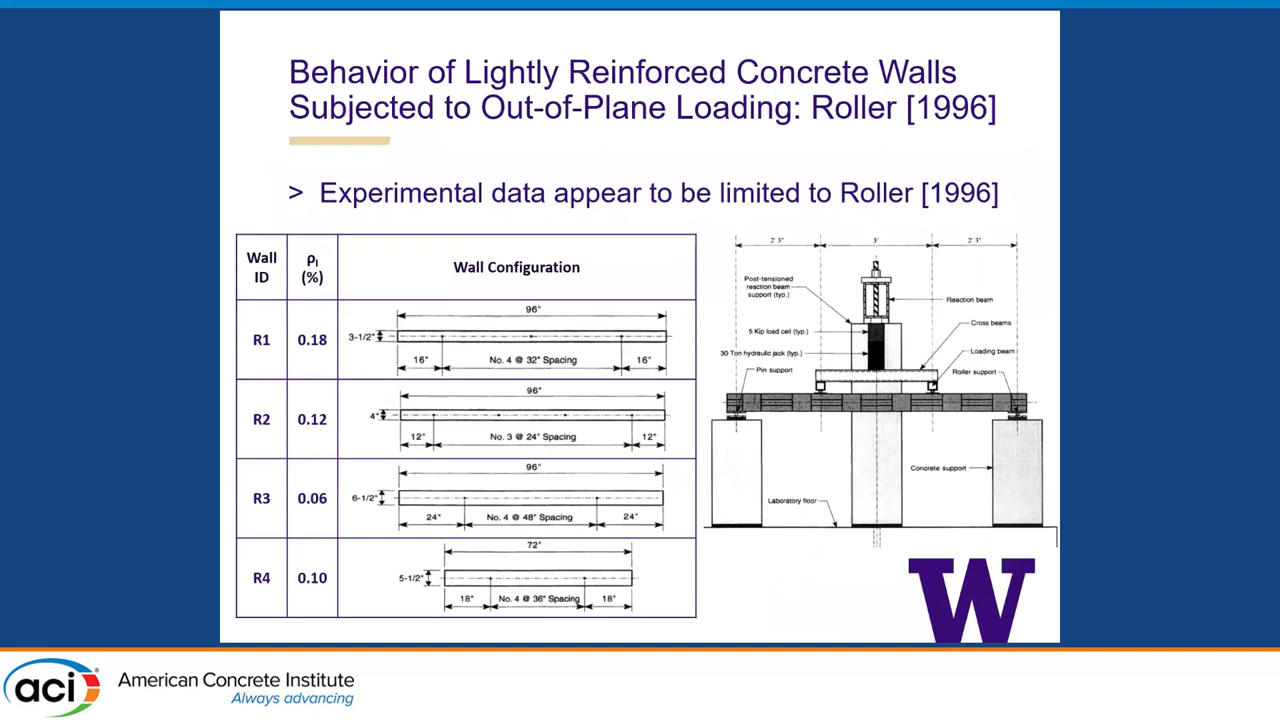 Behavior of Lightly Reinforced Concrete Walls
Subjected to Out-of-Plane Loading: Roller [1996]
> Experimental data appear to be limited to Roller [1996]
Wall ID
ρl (%)
Wall Configuration
R1
0.18
96"
3-1/2"
16"
No. 4 @ 32" Spacing
16"
R2
0.12
96"
4"
12"
No. 3 @ 24" Spacing
12"
R3
0.06
96"
6-1/2"
24"
No. 4 @ 48" Spacing
24"
R4
0.10
72"
5-1/2"
18"
No. 4 @ 36" Spacing
18"
2' 3"
3'
2' 3"
Post-tensioned
reaction beam
support (typ.)
Reaction beam
Cross beams
5 Kip load cell (typ.)
30 Ton hydraulic jack (typ.)
Loading beam
Pin support
Roller support
Concrete support
Laboratory floor
W
aci®
American Concrete Institute
Always advancing